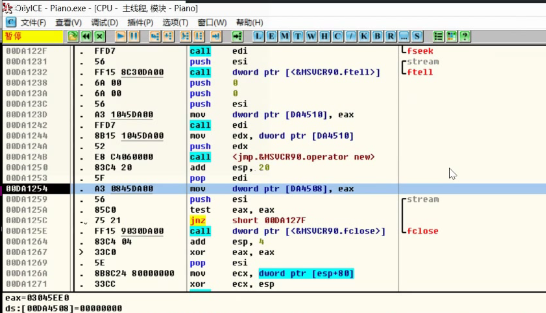 OllyICE - Piano.exe - [CPU - 主线程, 模块 - Piano]
文件(F) 查看(V) 调试(D) 插件(P) 选项(T) 窗口(W) 帮助(H)
暂停 L E M T W H C / K B R ... S
00DA122F . FFD7 call edi fseek
00DA1231 . 56 push esi stream
00DA1232 . FF15 8C30DA00 call dword ptr [<&MSVCR90.ftell>] ftell
00DA1238 . 6A 00 push 0
00DA123A . 6A 00 push 0
00DA123C . 56 push esi
00DA123D . A3 1045DA00 mov dword ptr [DA4510], eax
00DA1242 . FFD7 call edi
00DA1244 . 8B15 1045DA00 mov edx, dword ptr [DA4510]
00DA124A . 52 push edx
00DA124B . E8 C4060000 call <jmp.&MSVCR90.operator new>
00DA1250 . 83C4 20 add esp, 20
00DA1253 . 5F pop edi
00DA1254 . A3 0845DA00 mov dword ptr [DA4508], eax
00DA1259 . 56 push esi stream
00DA125A . 85C0 test eax, eax
00DA125C . 75 21 jnz short 00DA127F
00DA125E . FF15 9030DA00 call dword ptr [<&MSVCR90.fclose>] fclose
00DA1264 . 83C4 04 add esp, 4
00DA1267 > 33C0 xor eax, eax
00DA1269 . 5E pop esi
00DA126A . 8B8C24 80000000 mov ecx, dword ptr [esp+80]
00DA1271 . 33CC xor ecx, esp
eax=03045EE0
ds:[00DA4508]=00000000